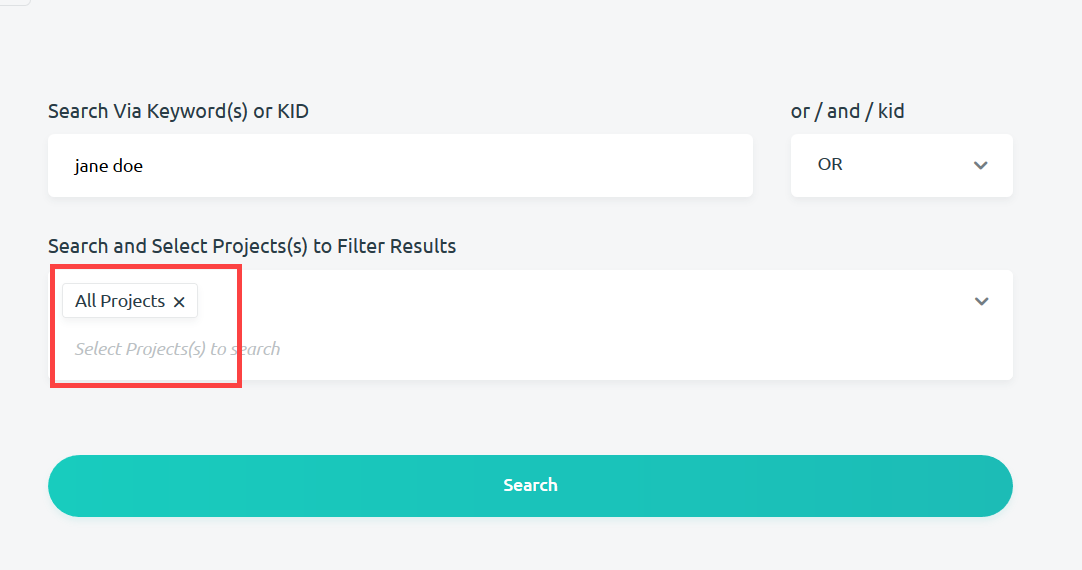 Search Via Keyword(s) or KID
or / and / kid
jane doe
OR
Search and Select Projects(s) to Filter Results
All Projects ×
Select Projects(s) to search
Search